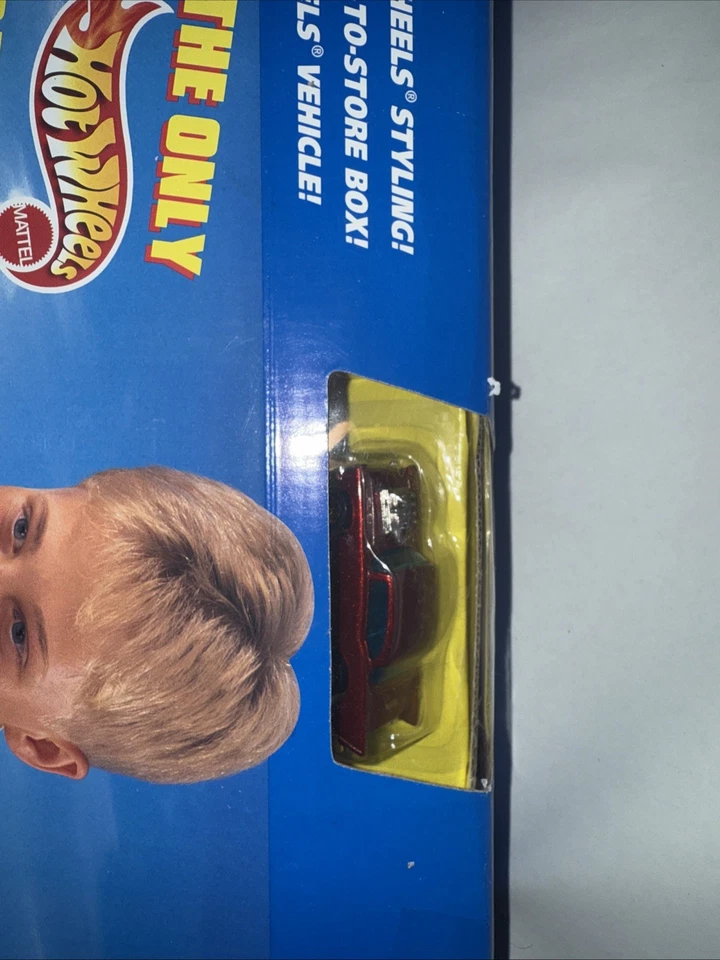 HEELS® STYLING!
TO-STORE BOX!
ELS® VEHICLE!
THE ONLY
HOT WHeeLs
MATTEL